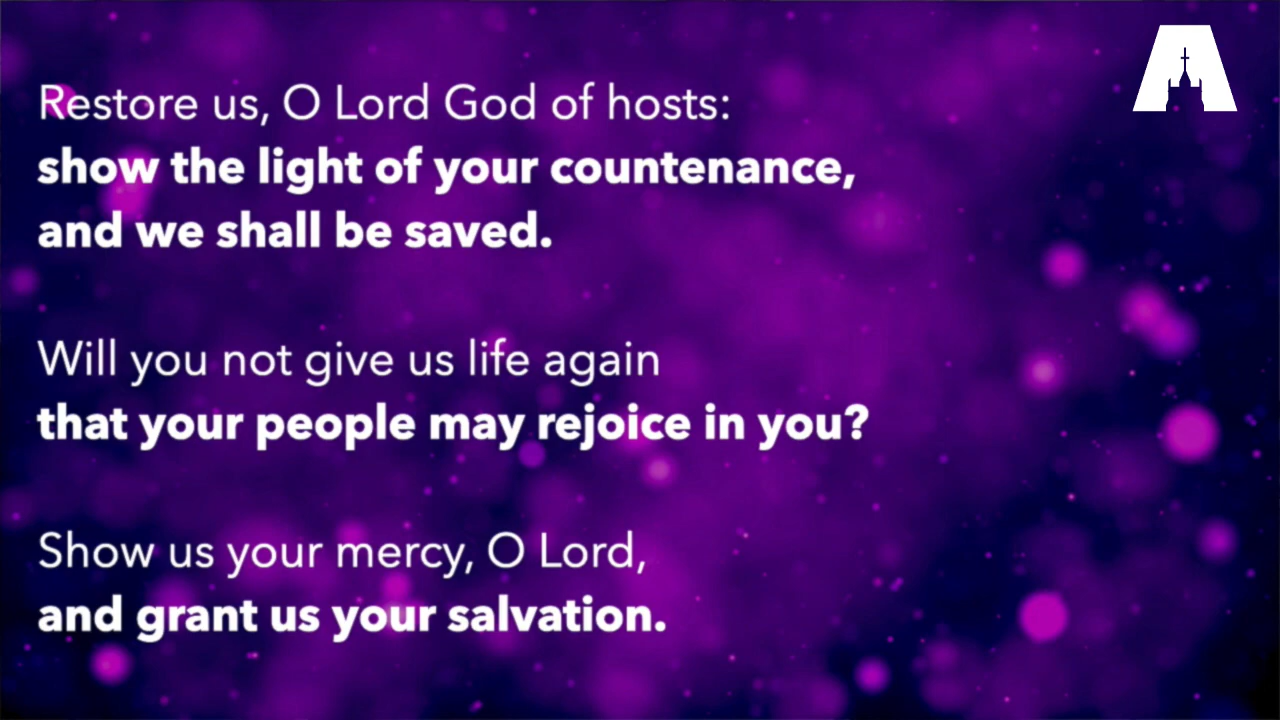 Restore us, O Lord God of hosts:
show the light of your countenance,
and we shall be saved.
Will you not give us life again
that your people may rejoice in you?
Show us your mercy, O Lord,
and grant us your salvation.